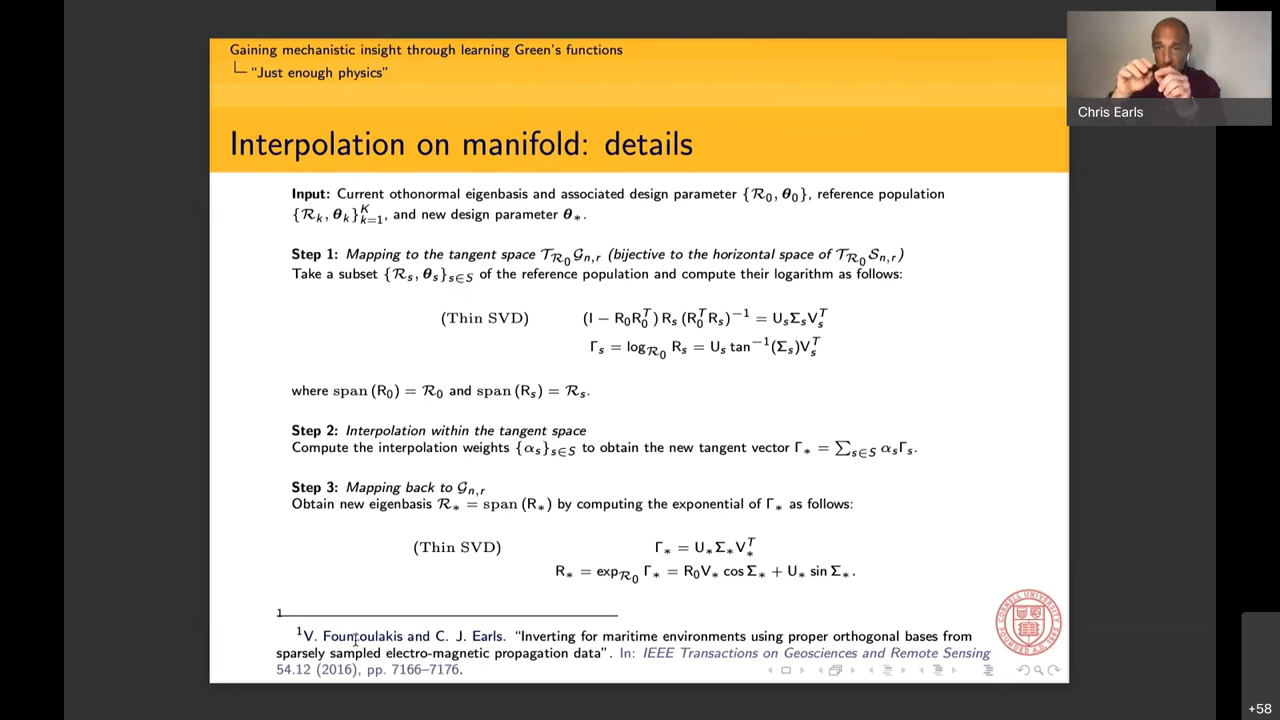 Gaining mechanistic insight through learning Green's functions
"Just enough physics"
Chris Earls
Interpolation on manifold: details
Input: Current othonormal eigenbasis and associated design parameter {ℛ₀, θ₀}, reference population
{ℛₖ, θₖ}ᴷₖ₌₁, and new design parameter θ∗.
Step 1: Mapping to the tangent space 𝒯_ℛ₀ 𝒢ₙ,ᵣ (bijective to the horizontal space of 𝒯_ℛ₀ 𝒮ₙ,ᵣ)
Take a subset {ℛₛ, θₛ}ₛ∈S of the reference population and compute their logarithm as follows:
(Thin SVD) (I − R₀R₀ᵀ) Rₛ (R₀ᵀRₛ)⁻¹ = UₛΣₛVₛᵀ
Γₛ = log_ℛ₀ Rₛ = Uₛ tan⁻¹(Σₛ)Vₛᵀ
where span (R₀) = ℛ₀ and span (Rₛ) = ℛₛ.
Step 2: Interpolation within the tangent space
Compute the interpolation weights {αₛ}ₛ∈S to obtain the new tangent vector Γ∗ = ∑ₛ∈S αₛΓₛ.
Step 3: Mapping back to 𝒢ₙ,ᵣ
Obtain new eigenbasis ℛ∗ = span (R∗) by computing the exponential of Γ∗ as follows:
(Thin SVD) Γ∗ = U∗Σ∗V∗ᵀ
R∗ = exp_ℛ₀ Γ∗ = R₀V∗ cos Σ∗ + U∗ sin Σ∗.
1
¹V. Fountoulakis and C. J. Earls. "Inverting for maritime environments using proper orthogonal bases from
sparsely sampled electro-magnetic propagation data". In: IEEE Transactions on Geosciences and Remote Sensing
54.12 (2016), pp. 7166–7176.
+58